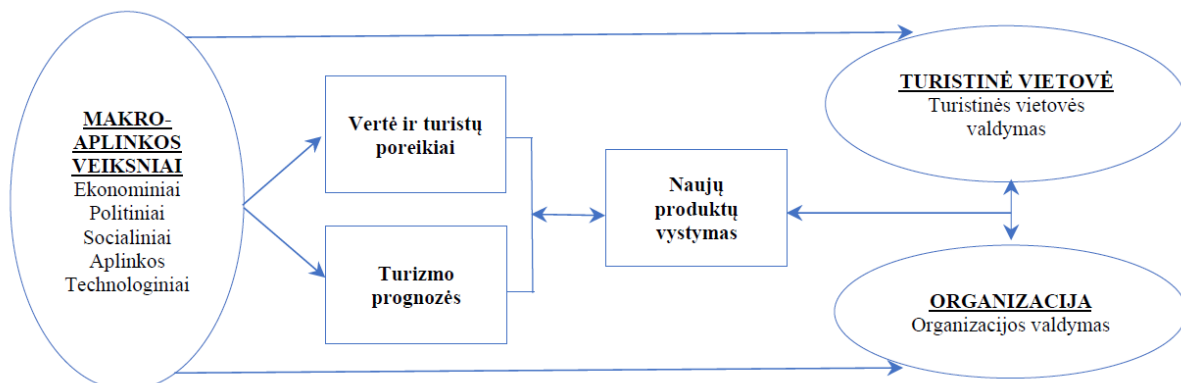 MAKRO-
APLINKOS
VEIKSNIAI
Ekonominiai
Politiniai
Socialiniai
Aplinkos
Technologiniai
Vertė ir turistų
poreikiai
Turizmo
prognozės
Naujų
produktų
vystymas
TURISTINĖ VIETOVĖ
Turistinės vietovės
valdymas
ORGANIZACIJA
Organizacijos valdymas